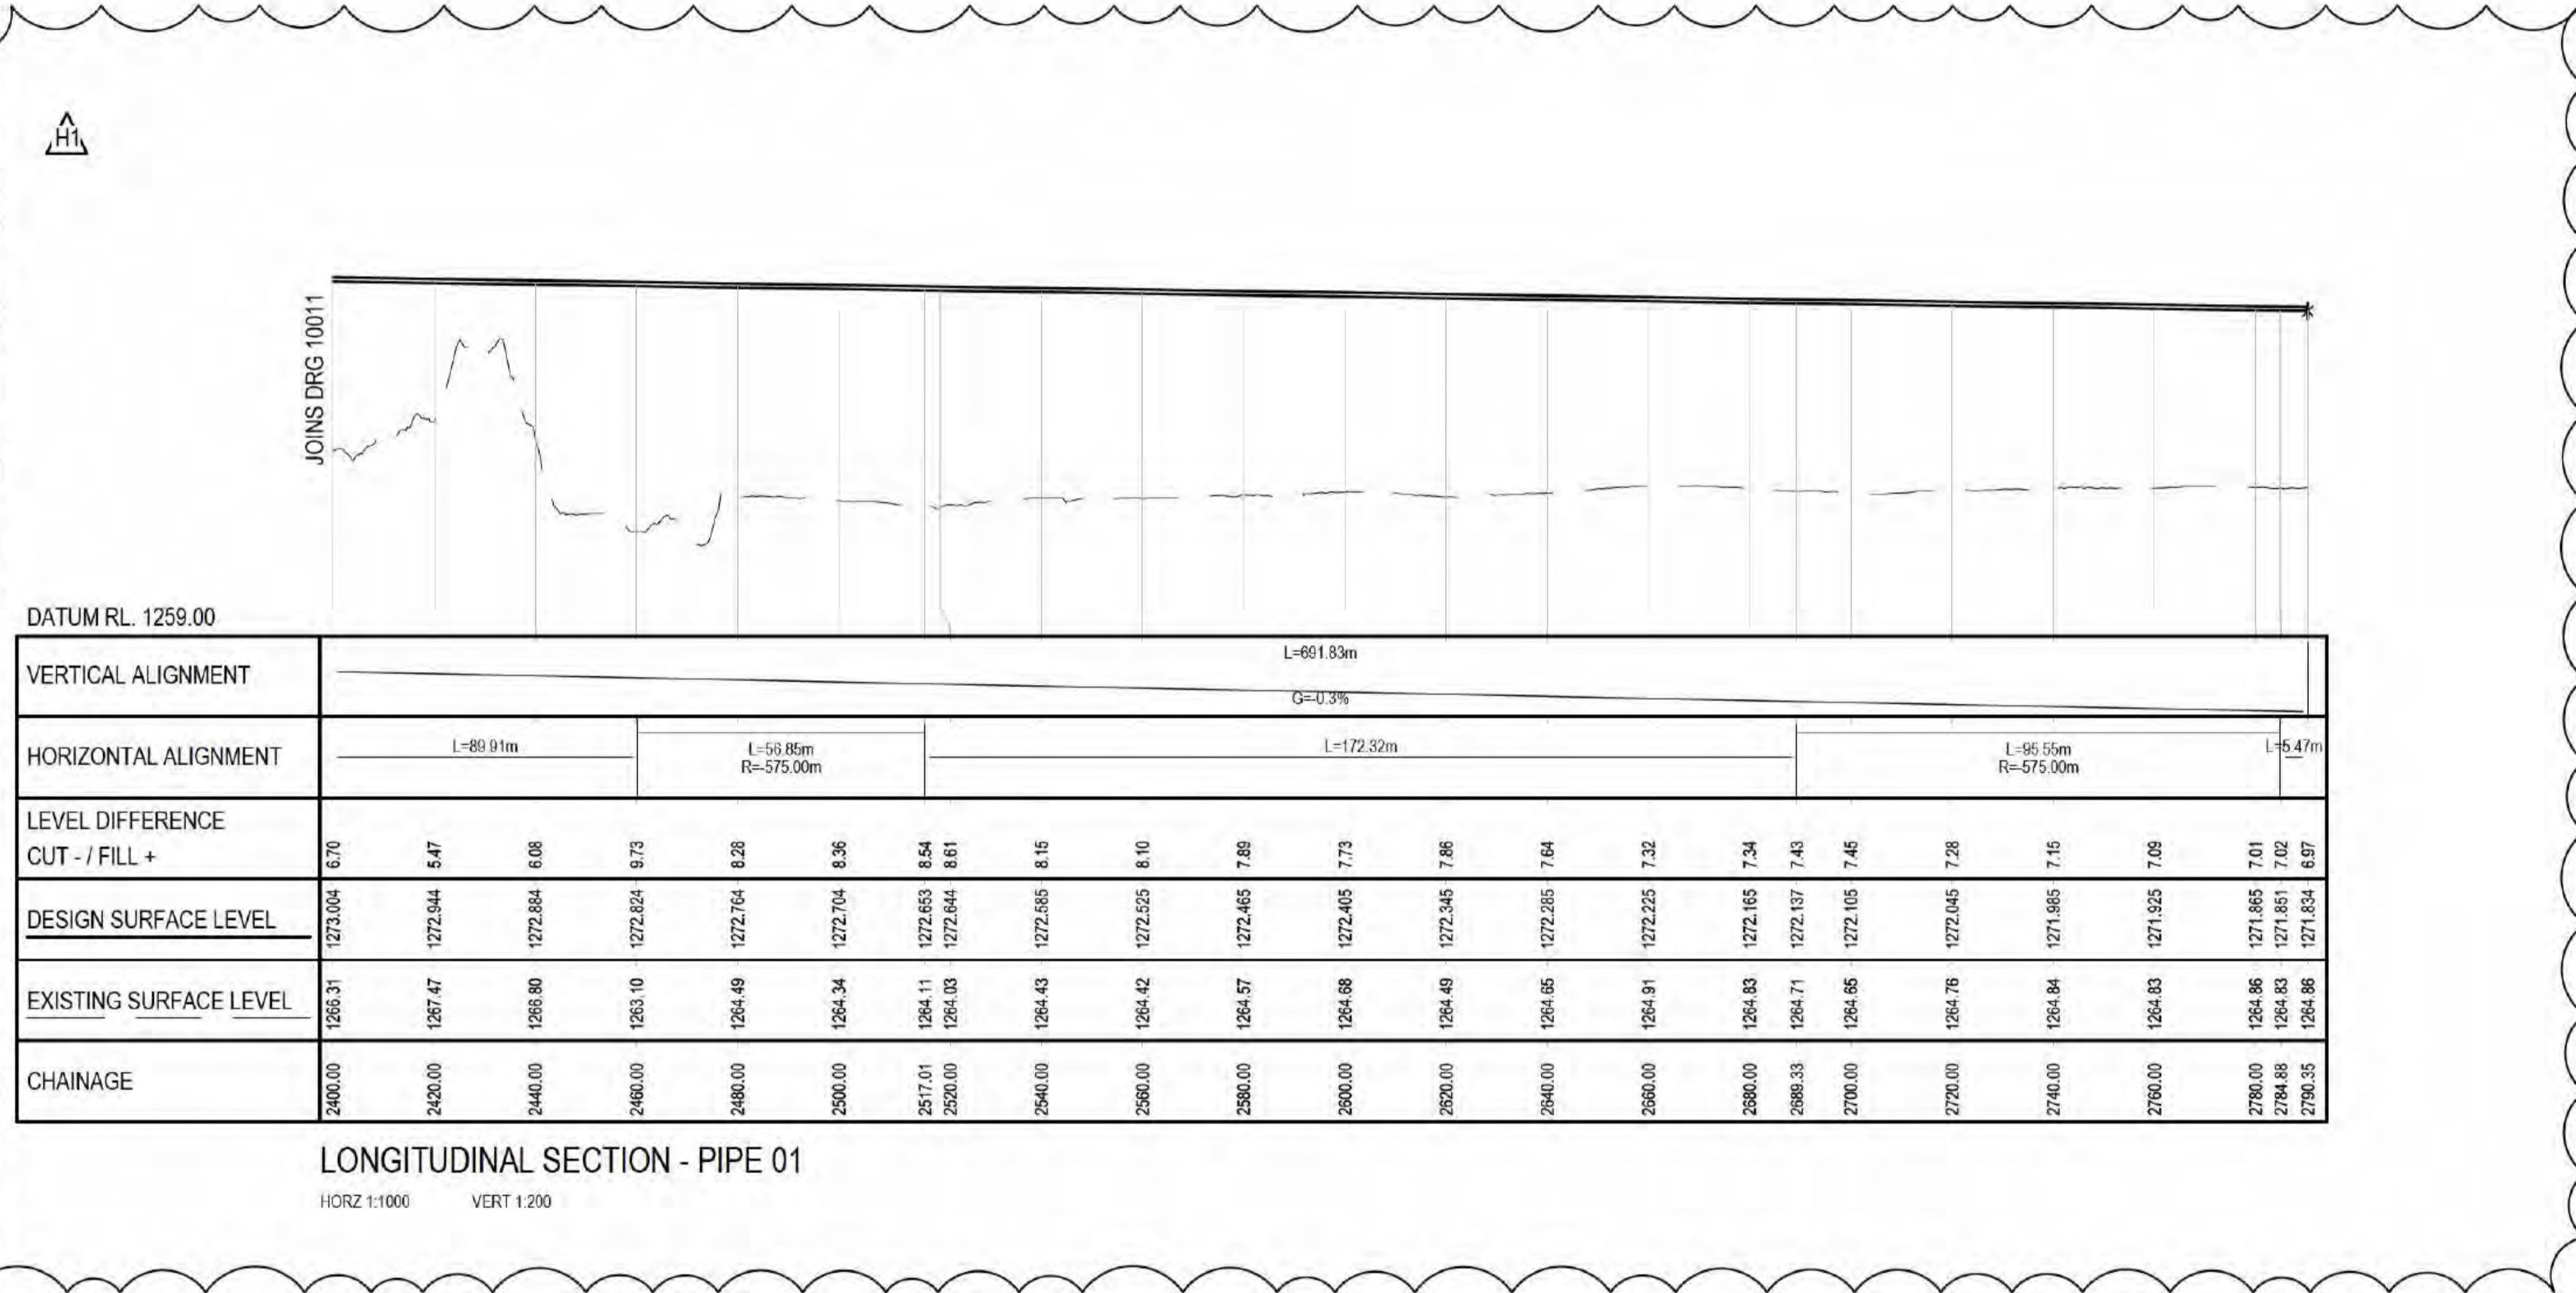 H1
JOINS DRG 10011
DATUM RL. 1259.00
VERTICAL ALIGNMENT
L=691.83m
G=-0.3%
HORIZONTAL ALIGNMENT
L=89.91m
L=56.85m
R=-575.00m
L=172.32m
L=95.55m
R=-575.00m
L=5.47m
LEVEL DIFFERENCE
CUT - / FILL +
6.70 5.47 6.08 9.73 8.28 8.36 8.54 8.61 8.15 8.10 7.89 7.73 7.86 7.64 7.32 7.34 7.43 7.45 7.28 7.15 7.09 7.01 7.02 6.97
DESIGN SURFACE LEVEL
1273.004 1272.944 1272.884 1272.824 1272.764 1272.704 1272.653 1272.644 1272.585 1272.525 1272.465 1272.405 1272.345 1272.285 1272.225 1272.165 1272.137 1272.105 1272.045 1271.985 1271.925 1271.865 1271.851 1271.834
EXISTING SURFACE LEVEL
1266.31 1267.47 1266.80 1263.10 1264.49 1264.34 1264.11 1264.03 1264.43 1264.42 1264.57 1264.68 1264.49 1264.65 1264.91 1264.83 1264.71 1264.65 1264.76 1264.84 1264.83 1264.86 1264.83 1264.86
CHAINAGE
2400.00 2420.00 2440.00 2460.00 2480.00 2500.00 2517.01 2520.00 2540.00 2560.00 2580.00 2600.00 2620.00 2640.00 2660.00 2680.00 2689.33 2700.00 2720.00 2740.00 2760.00 2780.00 2784.88 2790.35
LONGITUDINAL SECTION - PIPE 01
HORZ 1:1000 VERT 1:200